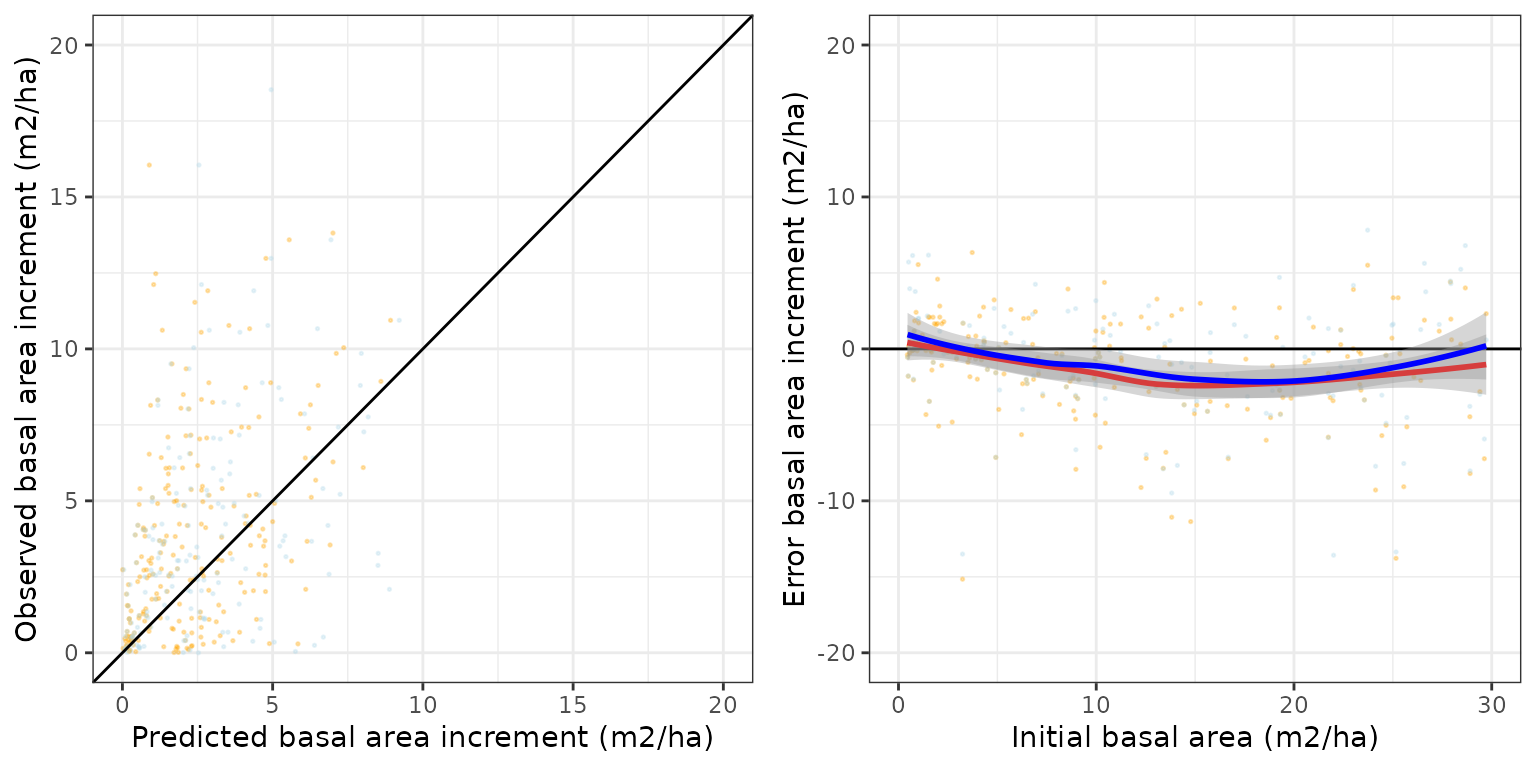 Observed basal area increment (m2/ha)
20
15
10
5
0
0 5 10 15 20
Predicted basal area increment (m2/ha)
Error basal area increment (m2/ha)
20
10
0
-10
-20
0 10 20 30
Initial basal area (m2/ha)